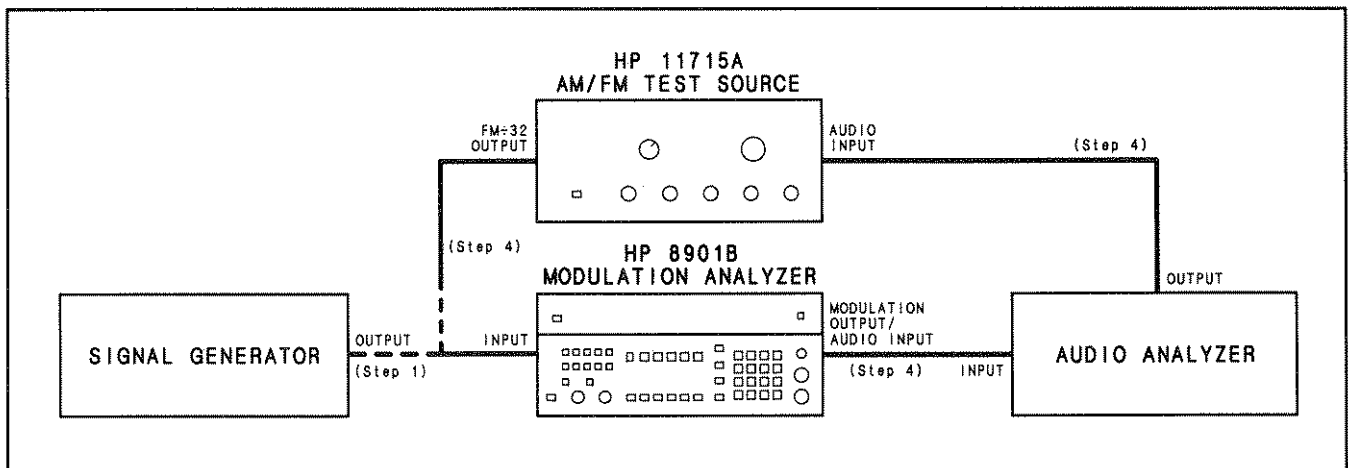 HP 11715A
AM/FM TEST SOURCE
FM÷32
OUTPUT
AUDIO
INPUT
(Step 4)
(Step 4)
HP 8901B
MODULATION ANALYZER
OUTPUT
SIGNAL GENERATOR
OUTPUT
(Step 1)
INPUT
MODULATION
OUTPUT/
AUDIO INPUT
(Step 4)
INPUT
AUDIO ANALYZER